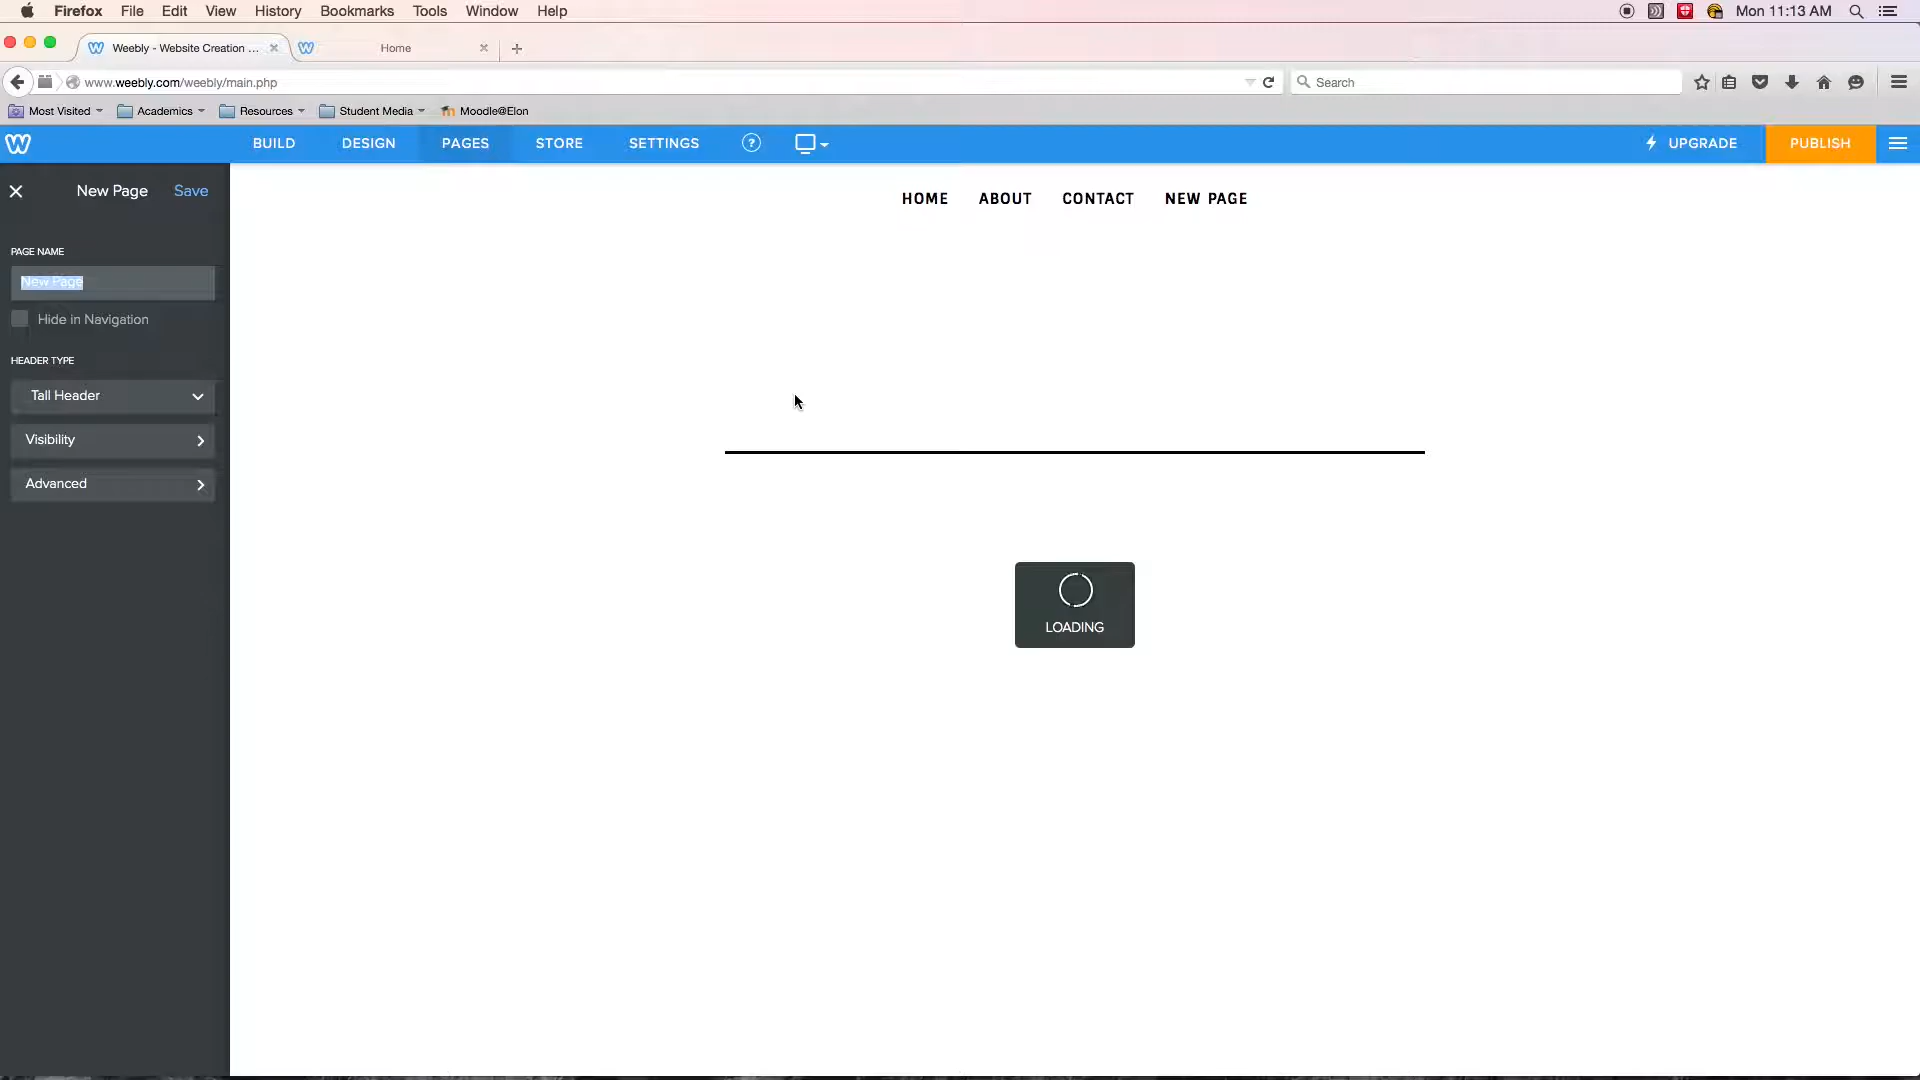 Firefox File Edit View History Bookmarks Tools Window Help Mon 11:13 AM
Weebly - Website Creation ... Home
www.weebly.com/weebly/main.php Search
Most Visited Academics Resources Student Media Moodle@Elon
BUILD DESIGN PAGES STORE SETTINGS ? UPGRADE PUBLISH
New Page Save
HOME ABOUT CONTACT NEW PAGE
PAGE NAME
New Page
Hide in Navigation
HEADER TYPE
Tall Header
Visibility
Advanced
LOADING